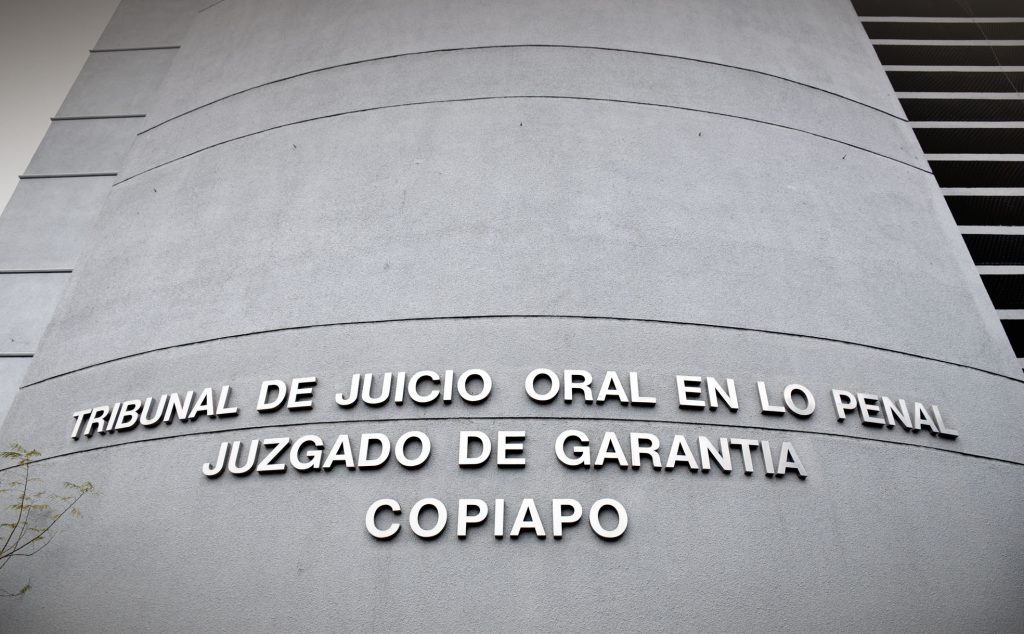 TRIBUNAL DE JUICIO ORAL EN LO PENAL
JUZGADO DE GARANTIA
COPIAPO